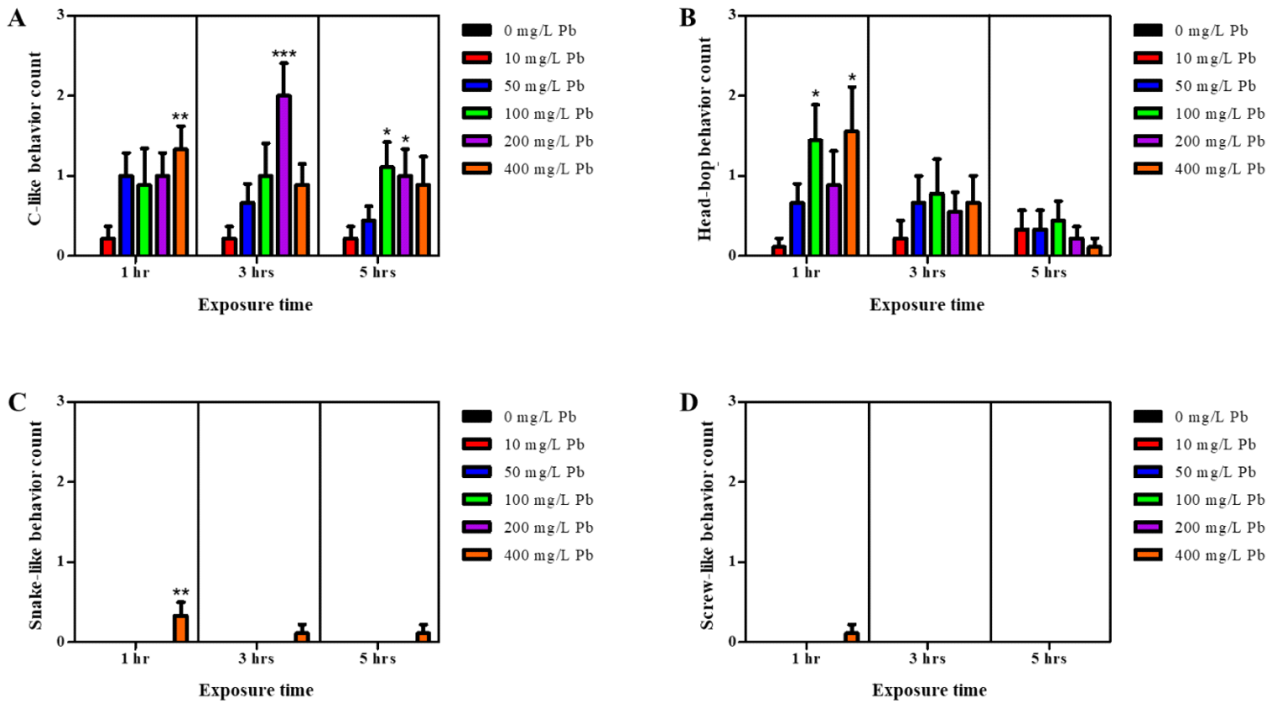 A
C-like behavior count
3
2
1
0
**
***
*
*
1 hr
3 hrs
5 hrs
Exposure time
0 mg/L Pb
10 mg/L Pb
50 mg/L Pb
100 mg/L Pb
200 mg/L Pb
400 mg/L Pb
B
Head-bop behavior count
3
2
1
0
*
*
1 hr
3 hrs
5 hrs
Exposure time
0 mg/L Pb
10 mg/L Pb
50 mg/L Pb
100 mg/L Pb
200 mg/L Pb
400 mg/L Pb
C
Snake-like behavior count
3
2
1
0
**
1 hr
3 hrs
5 hrs
Exposure time
0 mg/L Pb
10 mg/L Pb
50 mg/L Pb
100 mg/L Pb
200 mg/L Pb
400 mg/L Pb
D
Screw-like behavior count
3
2
1
0
1 hr
3 hrs
5 hrs
Exposure time
0 mg/L Pb
10 mg/L Pb
50 mg/L Pb
100 mg/L Pb
200 mg/L Pb
400 mg/L Pb